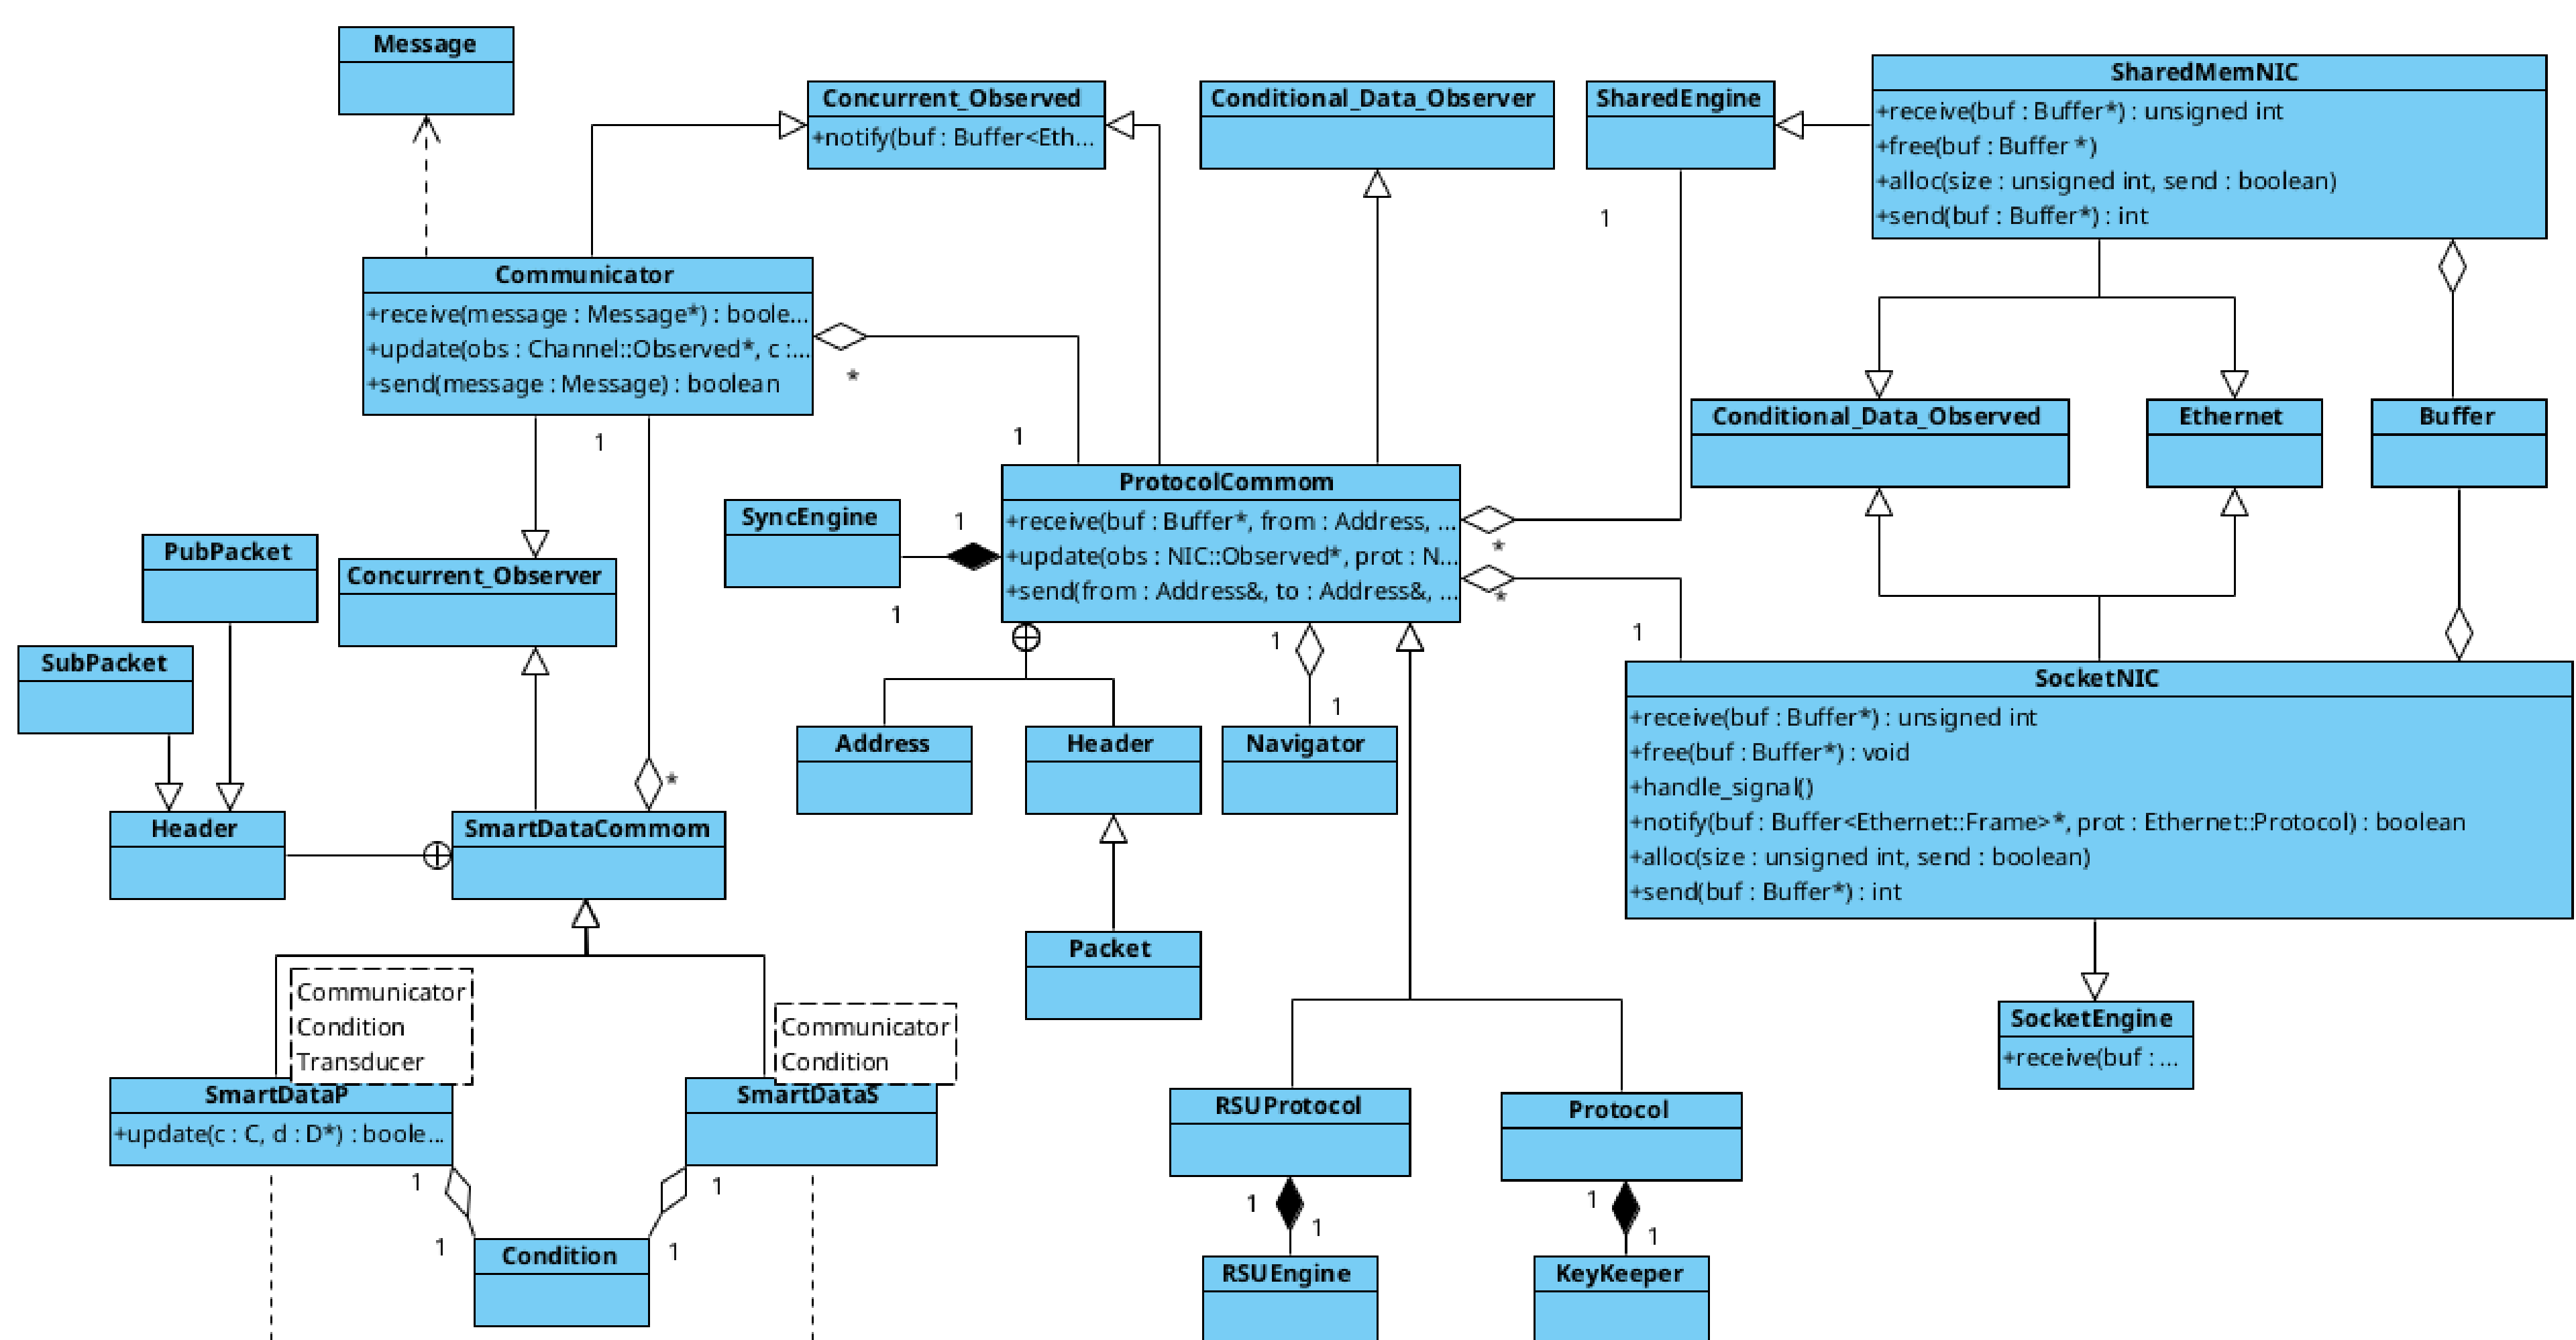 Message
Concurrent_Observed
+notify(buf : Buffer<Eth...
Conditional_Data_Observer
SharedEngine
1
SharedMemNIC
+receive(buf : Buffer*) : unsigned int
+free(buf : Buffer *)
+alloc(size : unsigned int, send : boolean)
+send(buf : Buffer*) : int
Communicator
+receive(message : Message*) : boole...
+update(obs : Channel::Observed*, c :...
+send(message : Message) : boolean
*
1
1
Conditional_Data_Observed
Ethernet
Buffer
ProtocolCommom
+receive(buf : Buffer*, from : Address, ...
+update(obs : NIC::Observed*, prot : N...
+send(from : Address&, to : Address&, ...
*
*
1
SyncEngine
1
1
PubPacket
Concurrent_Observer
SubPacket
1
1
Address
Header
Navigator
SocketNIC
+receive(buf : Buffer*) : unsigned int
+free(buf : Buffer*) : void
+handle_signal()
+notify(buf : Buffer<Ethernet::Frame>*, prot : Ethernet::Protocol) : boolean
+alloc(size : unsigned int, send : boolean)
+send(buf : Buffer*) : int
*
Header
SmartDataCommom
Packet
Communicator
Condition
Transducer
Communicator
Condition
SocketEngine
+receive(buf : ...
SmartDataP
+update(c : C, d : D*) : boole...
SmartDataS
RSUProtocol
Protocol
1
1
1
1
1
1
1
1
Condition
RSUEngine
KeyKeeper